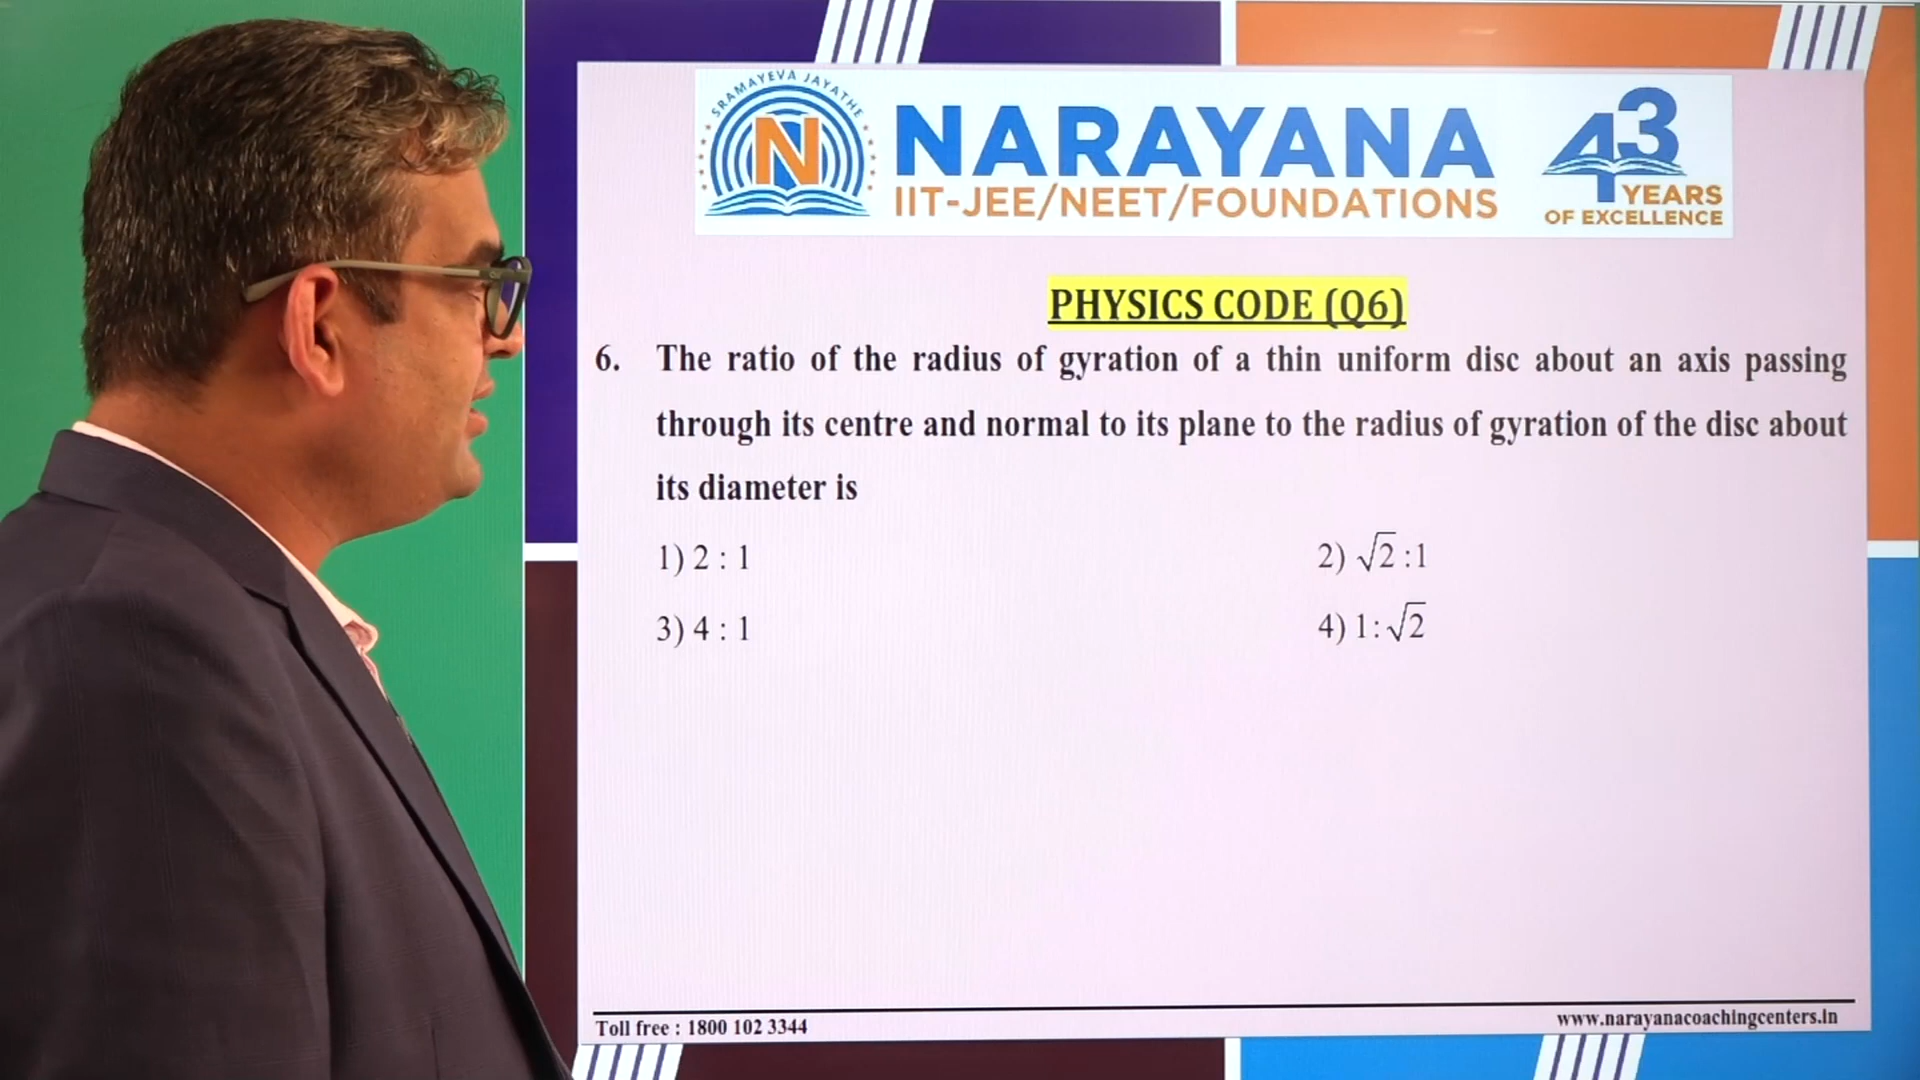 SRAMAYEVA JAYATHE
N
NARAYANA
IIT-JEE/NEET/FOUNDATIONS
43
YEARS
OF EXCELLENCE
PHYSICS CODE (Q6)
6. The ratio of the radius of gyration of a thin uniform disc about an axis passing
through its centre and normal to its plane to the radius of gyration of the disc about
its diameter is
1) 2 : 1
2) √2 :1
3) 4 : 1
4) 1:√2
Toll free : 1800 102 3344
www.narayanacoachingcenters.in